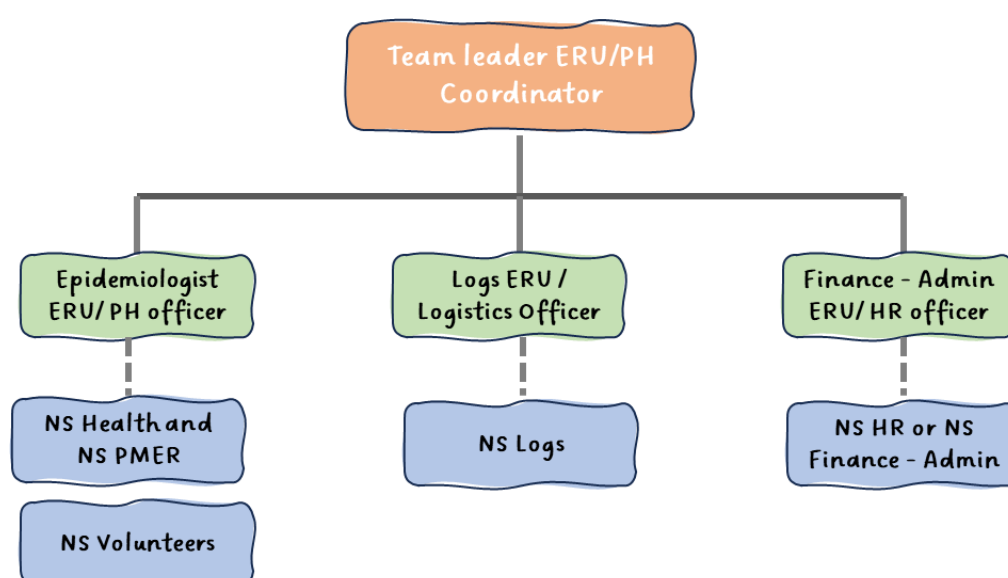 Team leader ERU/PH
Coordinator
Epidemiologist
ERU/PH officer
Logs ERU /
Logistics Officer
Finance - Admin
ERU/HR officer
NS Health and
NS PMER
NS Logs
NS HR or NS
Finance - Admin
NS Volunteers